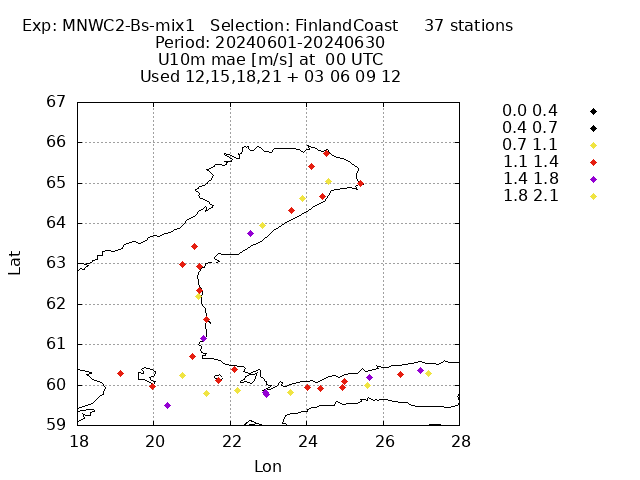 Exp: MNWC2-Bs-mix1 Selection: FinlandCoast 37 stations
Period: 20240601-20240630
U10m mae [m/s] at 00 UTC
Used 12,15,18,21 + 03 06 09 12
67
66
65
64
63
62
61
60
59
18 20 22 24 26 28
Lat
Lon
0.0 0.4
0.4 0.7
0.7 1.1
1.1 1.4
1.4 1.8
1.8 2.1